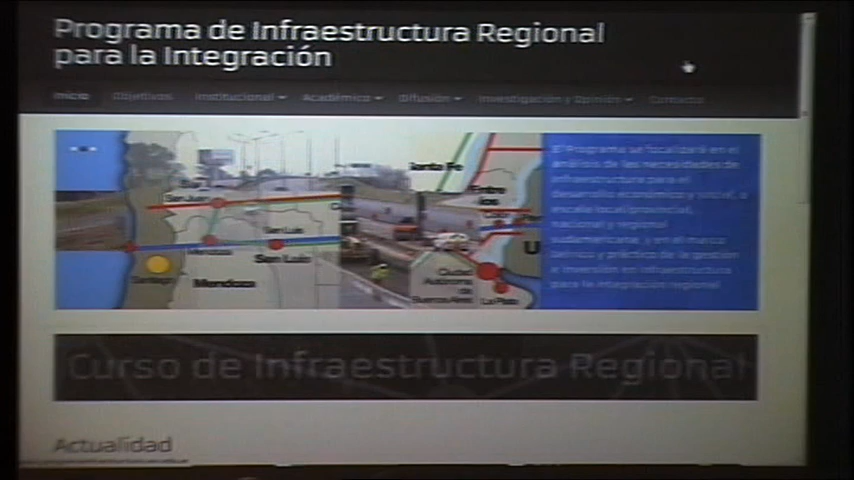 Programa de Infraestructura Regional
para la Integración
Inicio Objetivos Institucional Académico Difusión Investigación y Opinión Contacto
Santa Fe
Entre
San Juan
San Luis
Mendoza
San Luis
Santiago
Mendoza
Ciudad
Autónoma
de
Buenos Aires
La Plata
U
El Programa se focalizará en el
análisis de las necesidades de
infraestructura para el
desarrollo económico y social, a
escala local/provincial,
nacional y regional
sudamericana, y en el marco
teórico y práctico de la gestión
e inversión en infraestructura
para la integración regional.
Curso de Infraestructura Regional
Actualidad